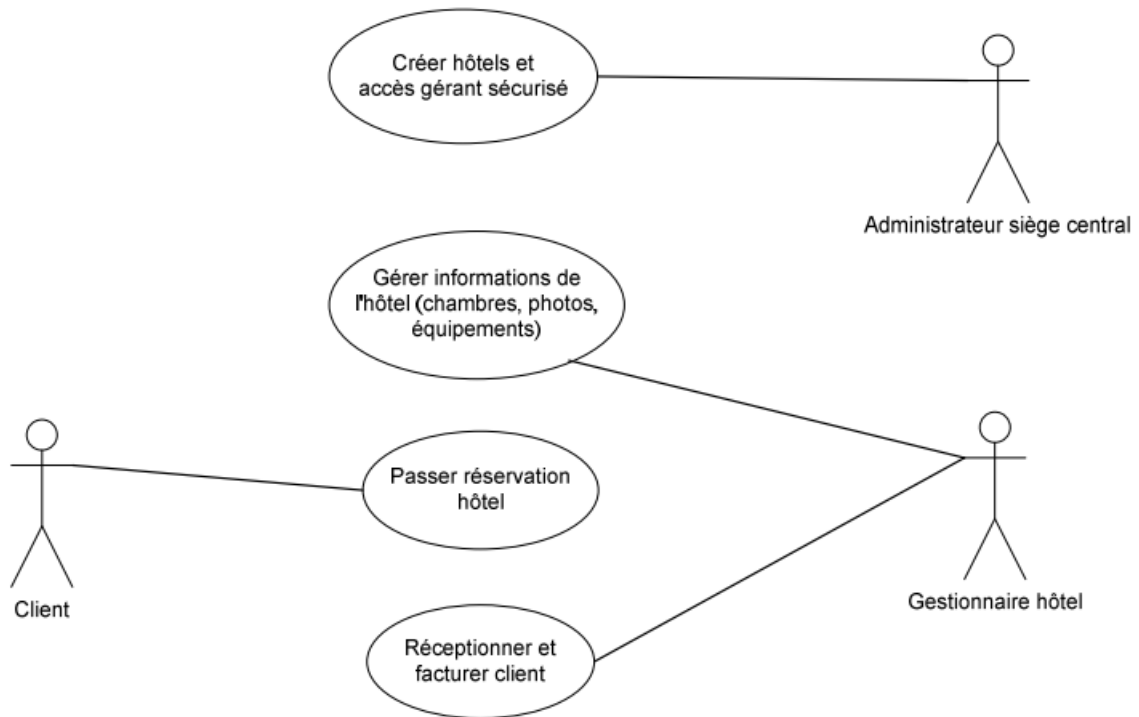 Créer hôtels et
accès gérant sécurisé
Administrateur siège central
Gérer informations de
l'hôtel (chambres, photos,
équipements)
Passer réservation
hôtel
Client
Gestionnaire hôtel
Réceptionner et
facturer client